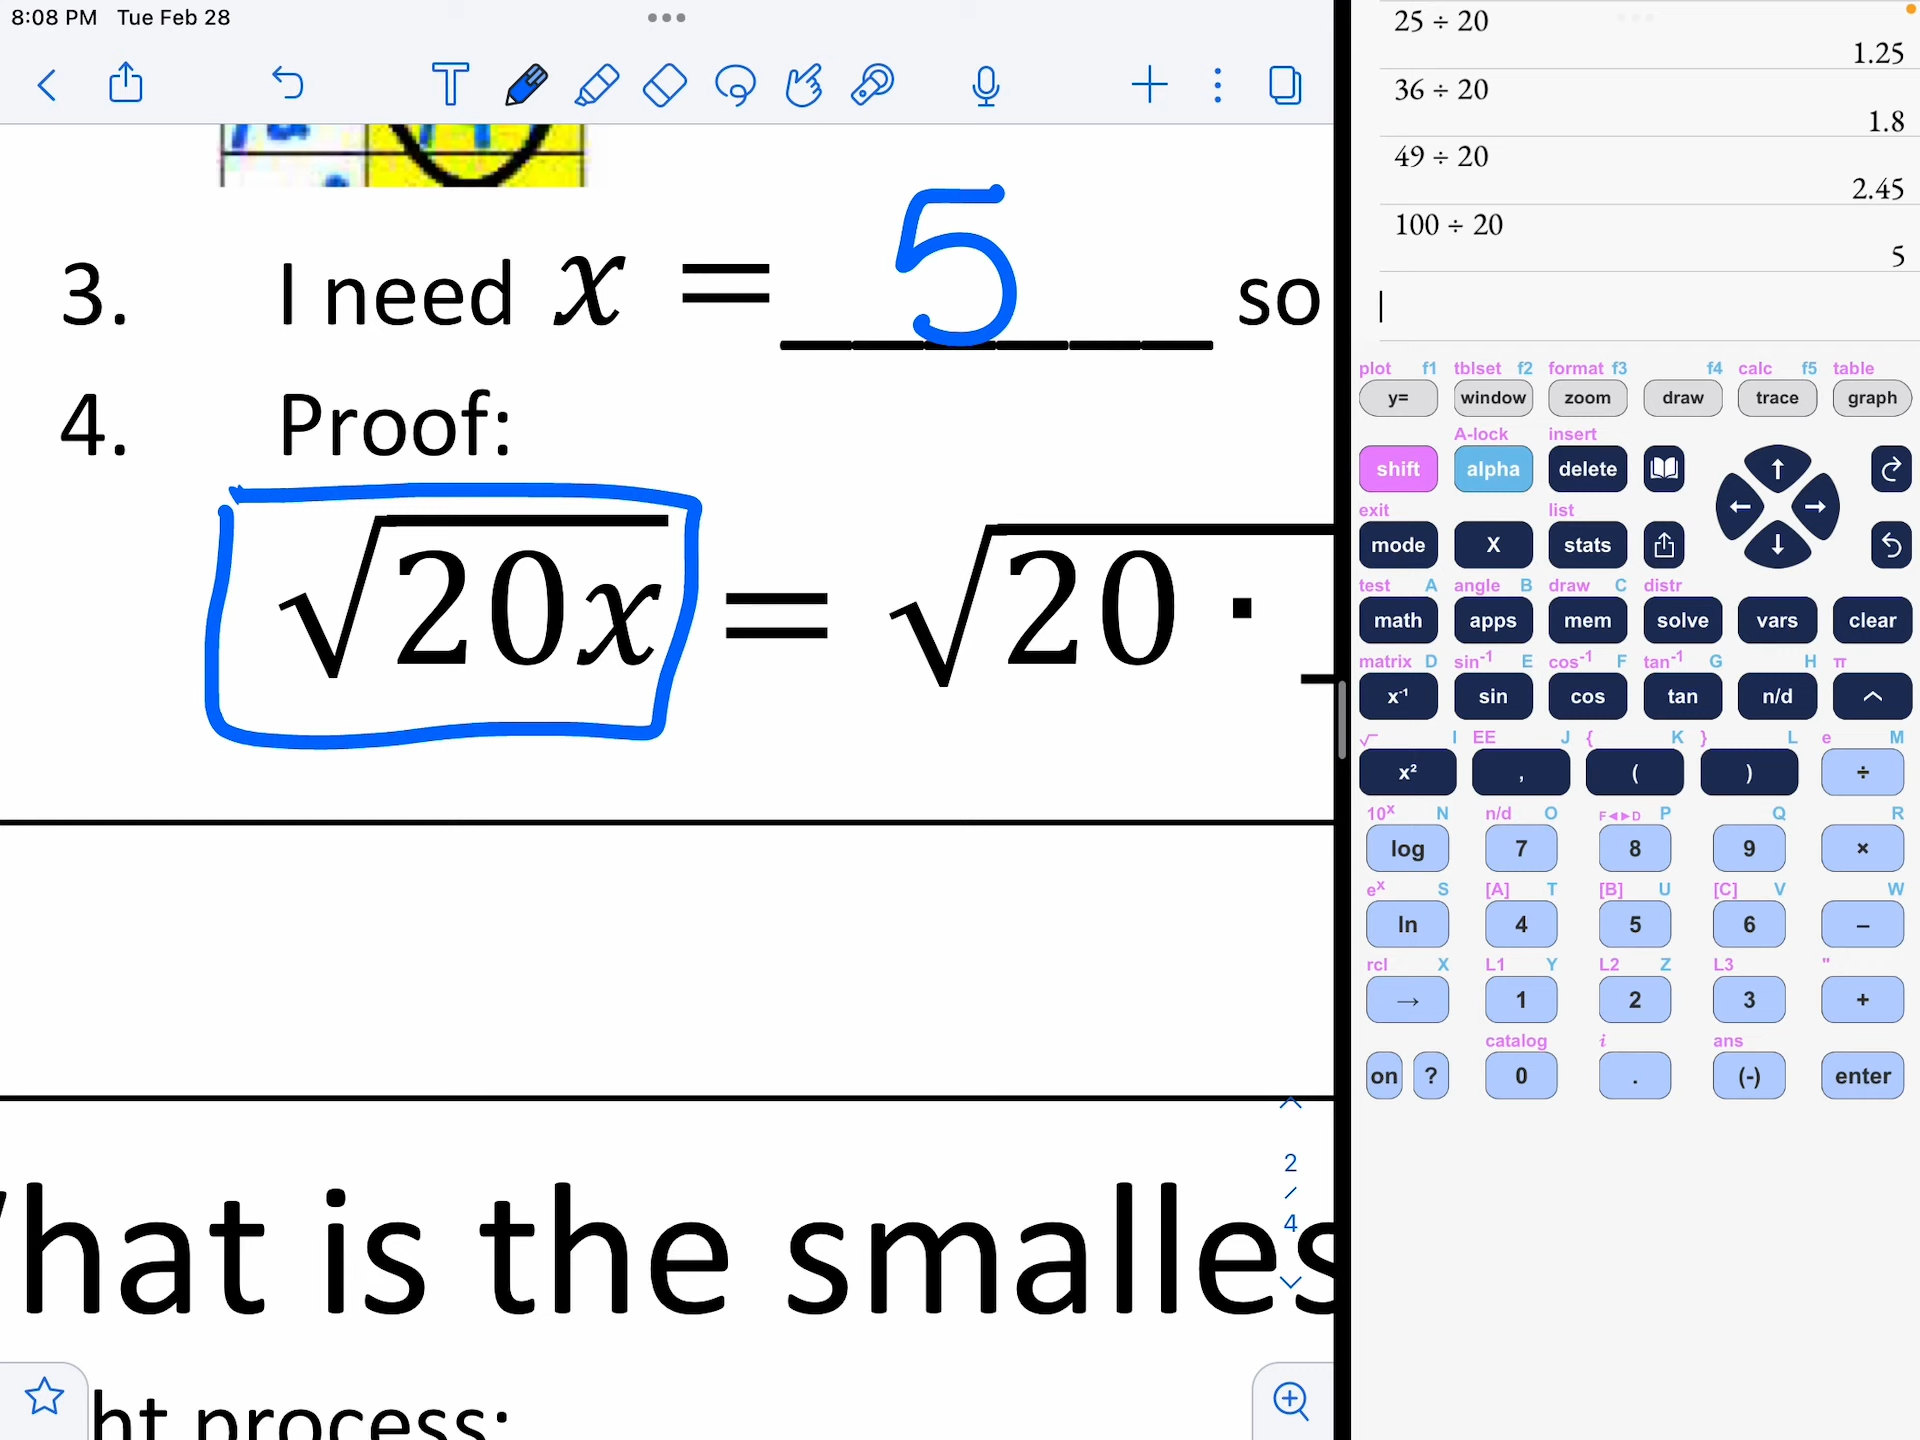 8:08 PM Tue Feb 28
3. I need x = 5 so
4. Proof:
√20x = √20 · _
hat is the smalles
ht process:
2
/
4
25 ÷ 20
1.25
36 ÷ 20
1.8
49 ÷ 20
2.45
100 ÷ 20
5
plot f1 tblset f2 format f3 f4 calc f5 table
y= window zoom draw trace graph
A-lock insert
shift alpha delete
exit list
mode X stats
test A angle B draw C distr
math apps mem solve vars clear
matrix D sin⁻¹ E cos⁻¹ F tan⁻¹ G H π
x⁻¹ sin cos tan n/d ^
√ I EE J { K } L e M
x² , ( ) ÷
10ˣ N n/d O F◄►D P Q R
log 7 8 9 ×
eˣ S [A] T [B] U [C] V W
ln 4 5 6 −
rcl X L1 Y L2 Z L3 "
→ 1 2 3 +
catalog i ans
on ? 0 . (-) enter